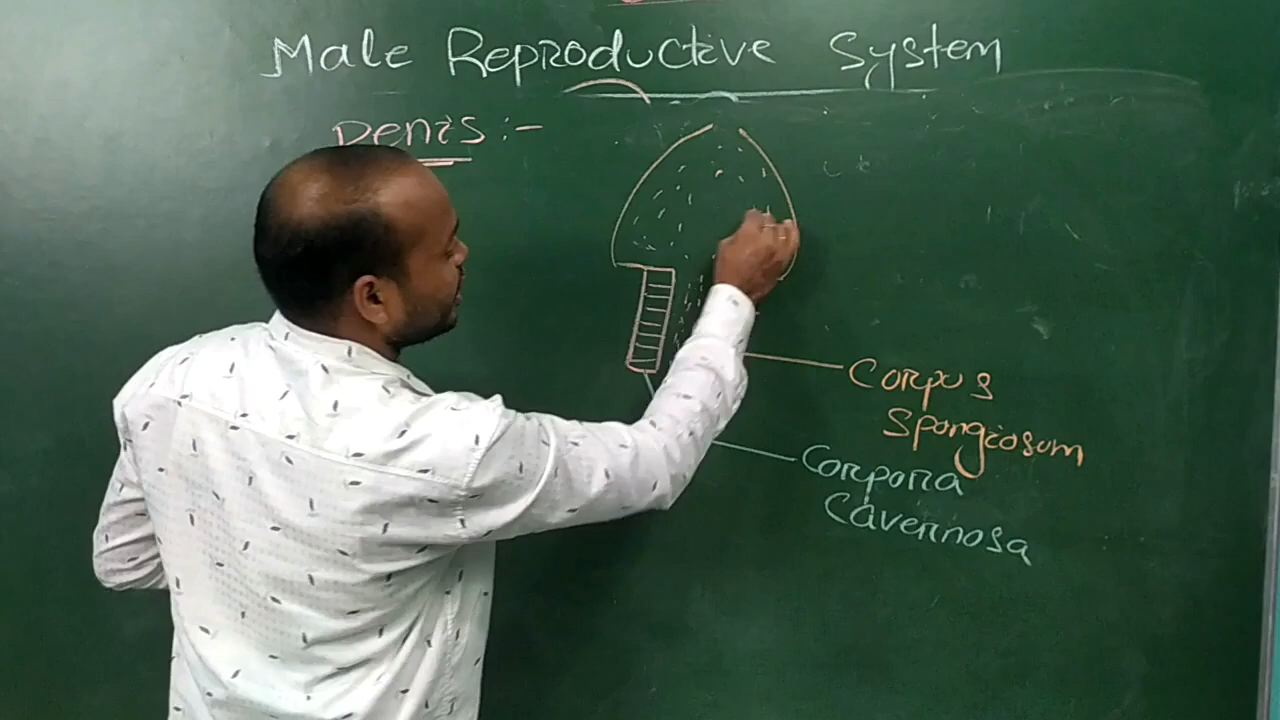 Male Reproductive System
Penis :-
Corpus
Spongiosum
Corpora
Cavernosa